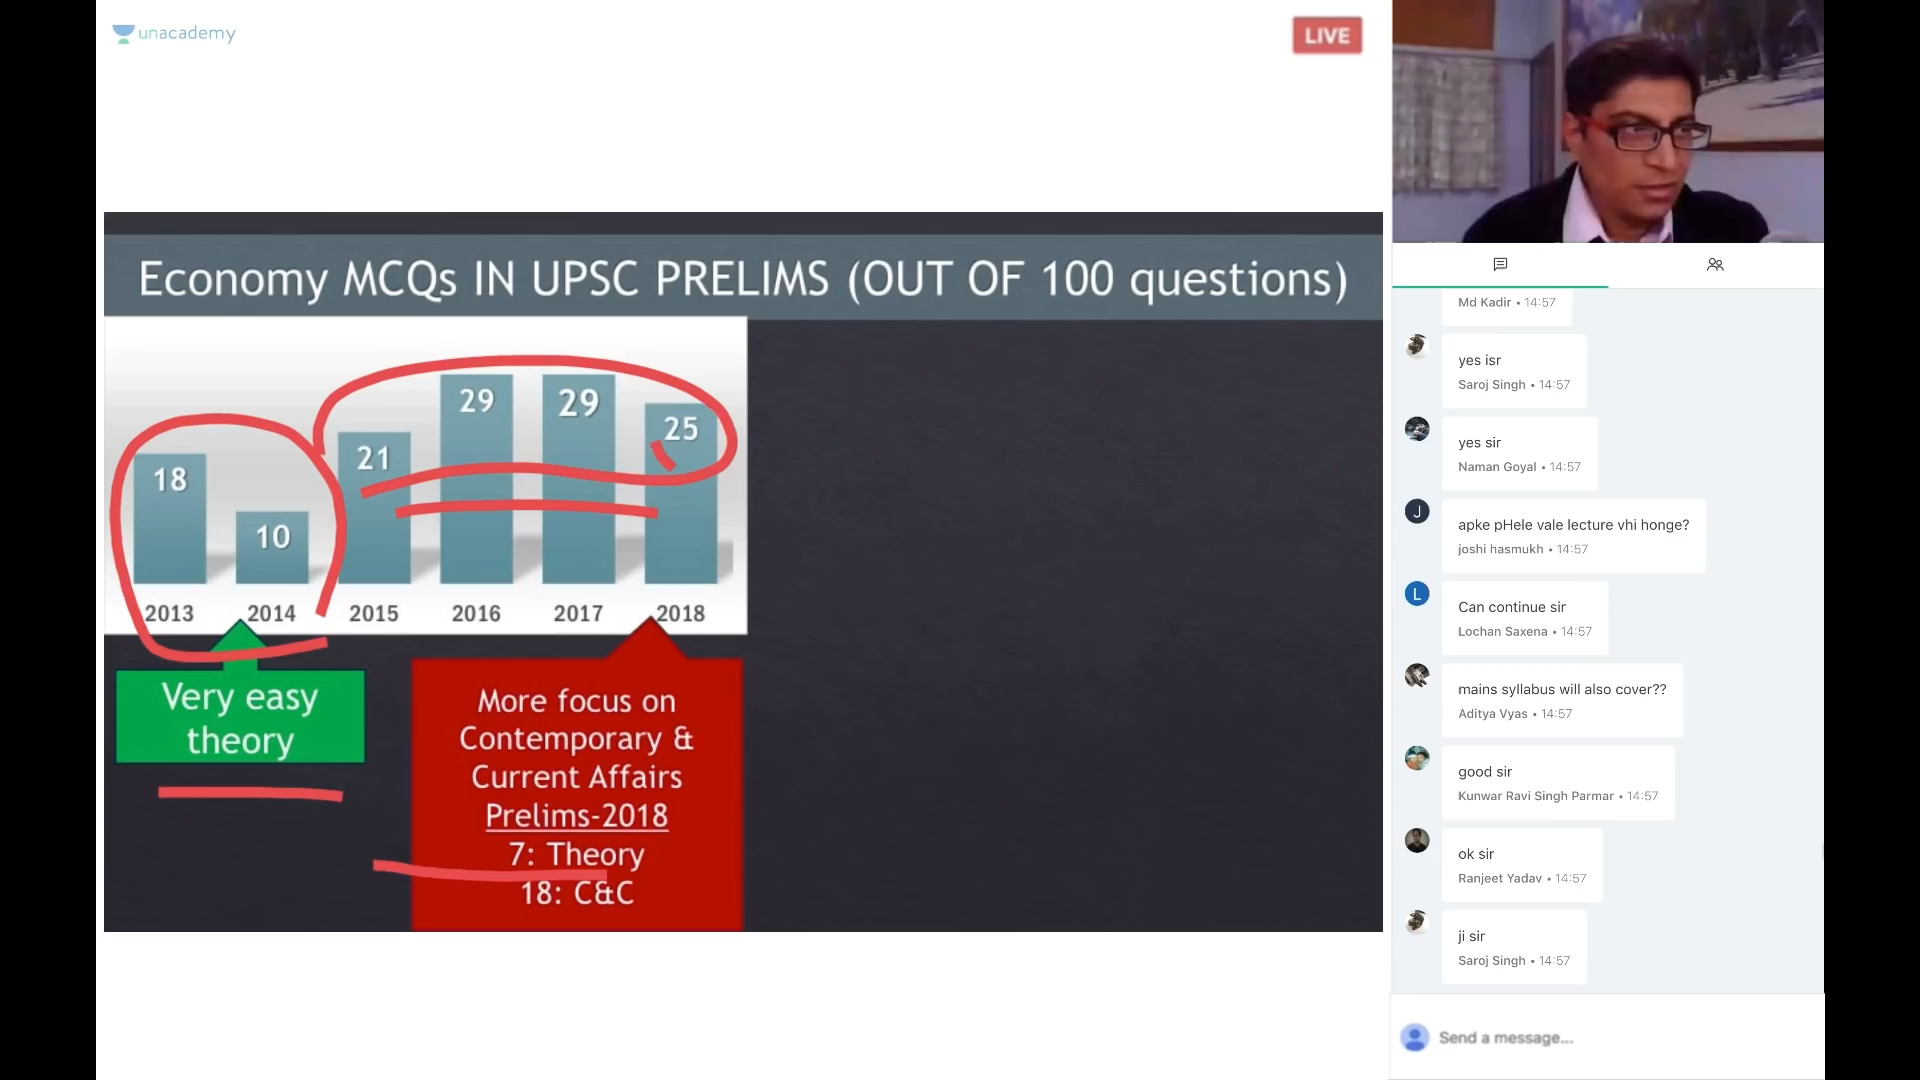 unacademy
LIVE
Economy MCQs IN UPSC PRELIMS (OUT OF 100 questions)
18
10
21
29
29
25
2013
2014
2015
2016
2017
2018
Very easy
theory
More focus on
Contemporary &
Current Affairs
Prelims-2018
7: Theory
18: C&C
Md Kadir • 14:57
yes isr
Saroj Singh • 14:57
yes sir
Naman Goyal • 14:57
J
apke pHele vale lecture vhi honge?
joshi hasmukh • 14:57
L
Can continue sir
Lochan Saxena • 14:57
mains syllabus will also cover??
Aditya Vyas • 14:57
good sir
Kunwar Ravi Singh Parmar • 14:57
ok sir
Ranjeet Yadav • 14:57
ji sir
Saroj Singh • 14:57
Send a message...